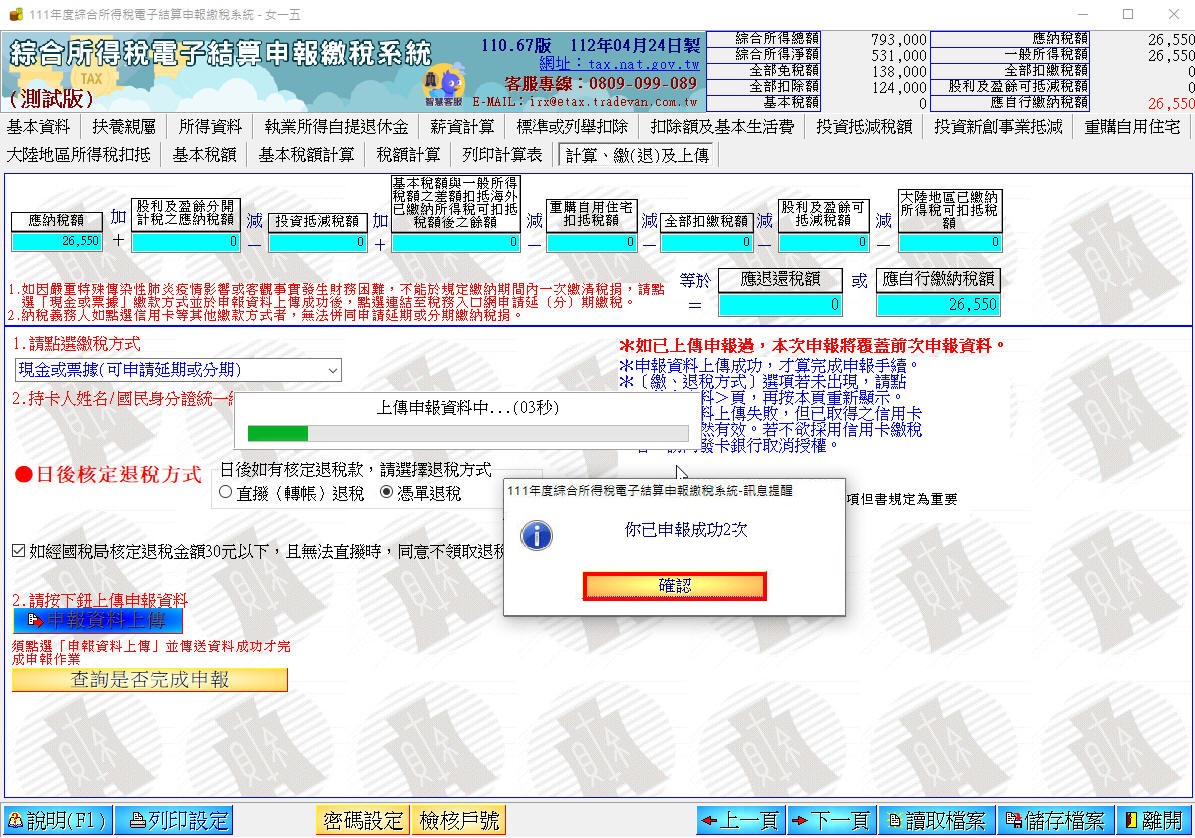 111年度綜合所得稅電子結算申報繳稅系統 - 女一五
綜合所得稅電子結算申報繳稅系統
(測試版)
TAX
智慧客服
110.67版 112年04月24日製
網址：tax.nat.gov.tw
客服專線：0809-099-089
E-MAIL：irx@etax.tradevan.com.tw
綜合所得總額 793,000 應納稅額 26,550
綜合所得淨額 531,000 一般所得稅額 26,550
全部免稅額 138,000 全部扣繳稅額 0
全部扣除額 124,000 股利及盈餘可抵減稅額 0
基本稅額 0 應自行繳納稅額 26,550
基本資料 扶養親屬 所得資料 執業所得自提退休金 薪資計算 標準或列舉扣除 扣除額及基本生活費 投資抵減稅額 投資新創事業抵減 重購自用住宅
大陸地區所得稅扣抵 基本稅額 基本稅額計算 稅額計算 列印計算表 計算、繳(退)及上傳
應納稅額
26,550
加
＋
股利及盈餘分開
計稅之應納稅額
0
減
－
投資抵減稅額
0
加
＋
基本稅額與一般所得
稅額之差額扣抵海外
已繳納所得稅可扣抵
稅額後之餘額
0
減
－
重購自用住宅
扣抵稅額
0
減
－
全部扣繳稅額
0
減
－
股利及盈餘可
抵減稅額
0
減
－
大陸地區已繳納
所得稅可扣抵稅
額
0
等於
＝
應退還稅額
0
或
應自行繳納稅額
26,550
1.如因嚴重特殊傳染性肺炎疫情影響或客觀事實發生財務困難，不能於規定繳納期間內一次繳清稅捐，請點
選「現金或票據」繳款方式並於申報資料上傳成功後，點選連結至稅務入口網申請延（分）期繳稅。
2.納稅義務人如點選信用卡等其他繳款方式者，無法併同申請延期或分期繳納稅捐。
1.請點選繳稅方式
現金或票據(可申請延期或分期)
2.持卡人姓名/國民身分證統一
＊如已上傳申報過，本次申報將覆蓋前次申報資料。
＊申報資料上傳成功，才算完成申報手續。
＊〔繳、退稅方式〕選項若未出現，請點
料＞頁，再按本頁重新顯示。
料上傳失敗，但已取得之信用卡
然有效。若不欲採用信用卡繳稅
發卡銀行取消授權。
上傳申報資料中...(03秒)
●日後核定退稅方式
日後如有核定退稅款，請選擇退稅方式
直撥（轉帳）退稅 憑單退稅
項但書規定為重要
如經國稅局核定退稅金額30元以下，且無法直撥時，同意不領取退稅
111年度綜合所得稅電子結算申報繳稅系統-訊息提醒
你已申報成功2次
確認
2.請按下鈕上傳申報資料
申報資料上傳
須點選「申報資料上傳」並傳送資料成功才完
成申報作業
查詢是否完成申報
說明(F1) 列印設定 密碼設定 檢核戶號 上一頁 下一頁 讀取檔案 儲存檔案 離開